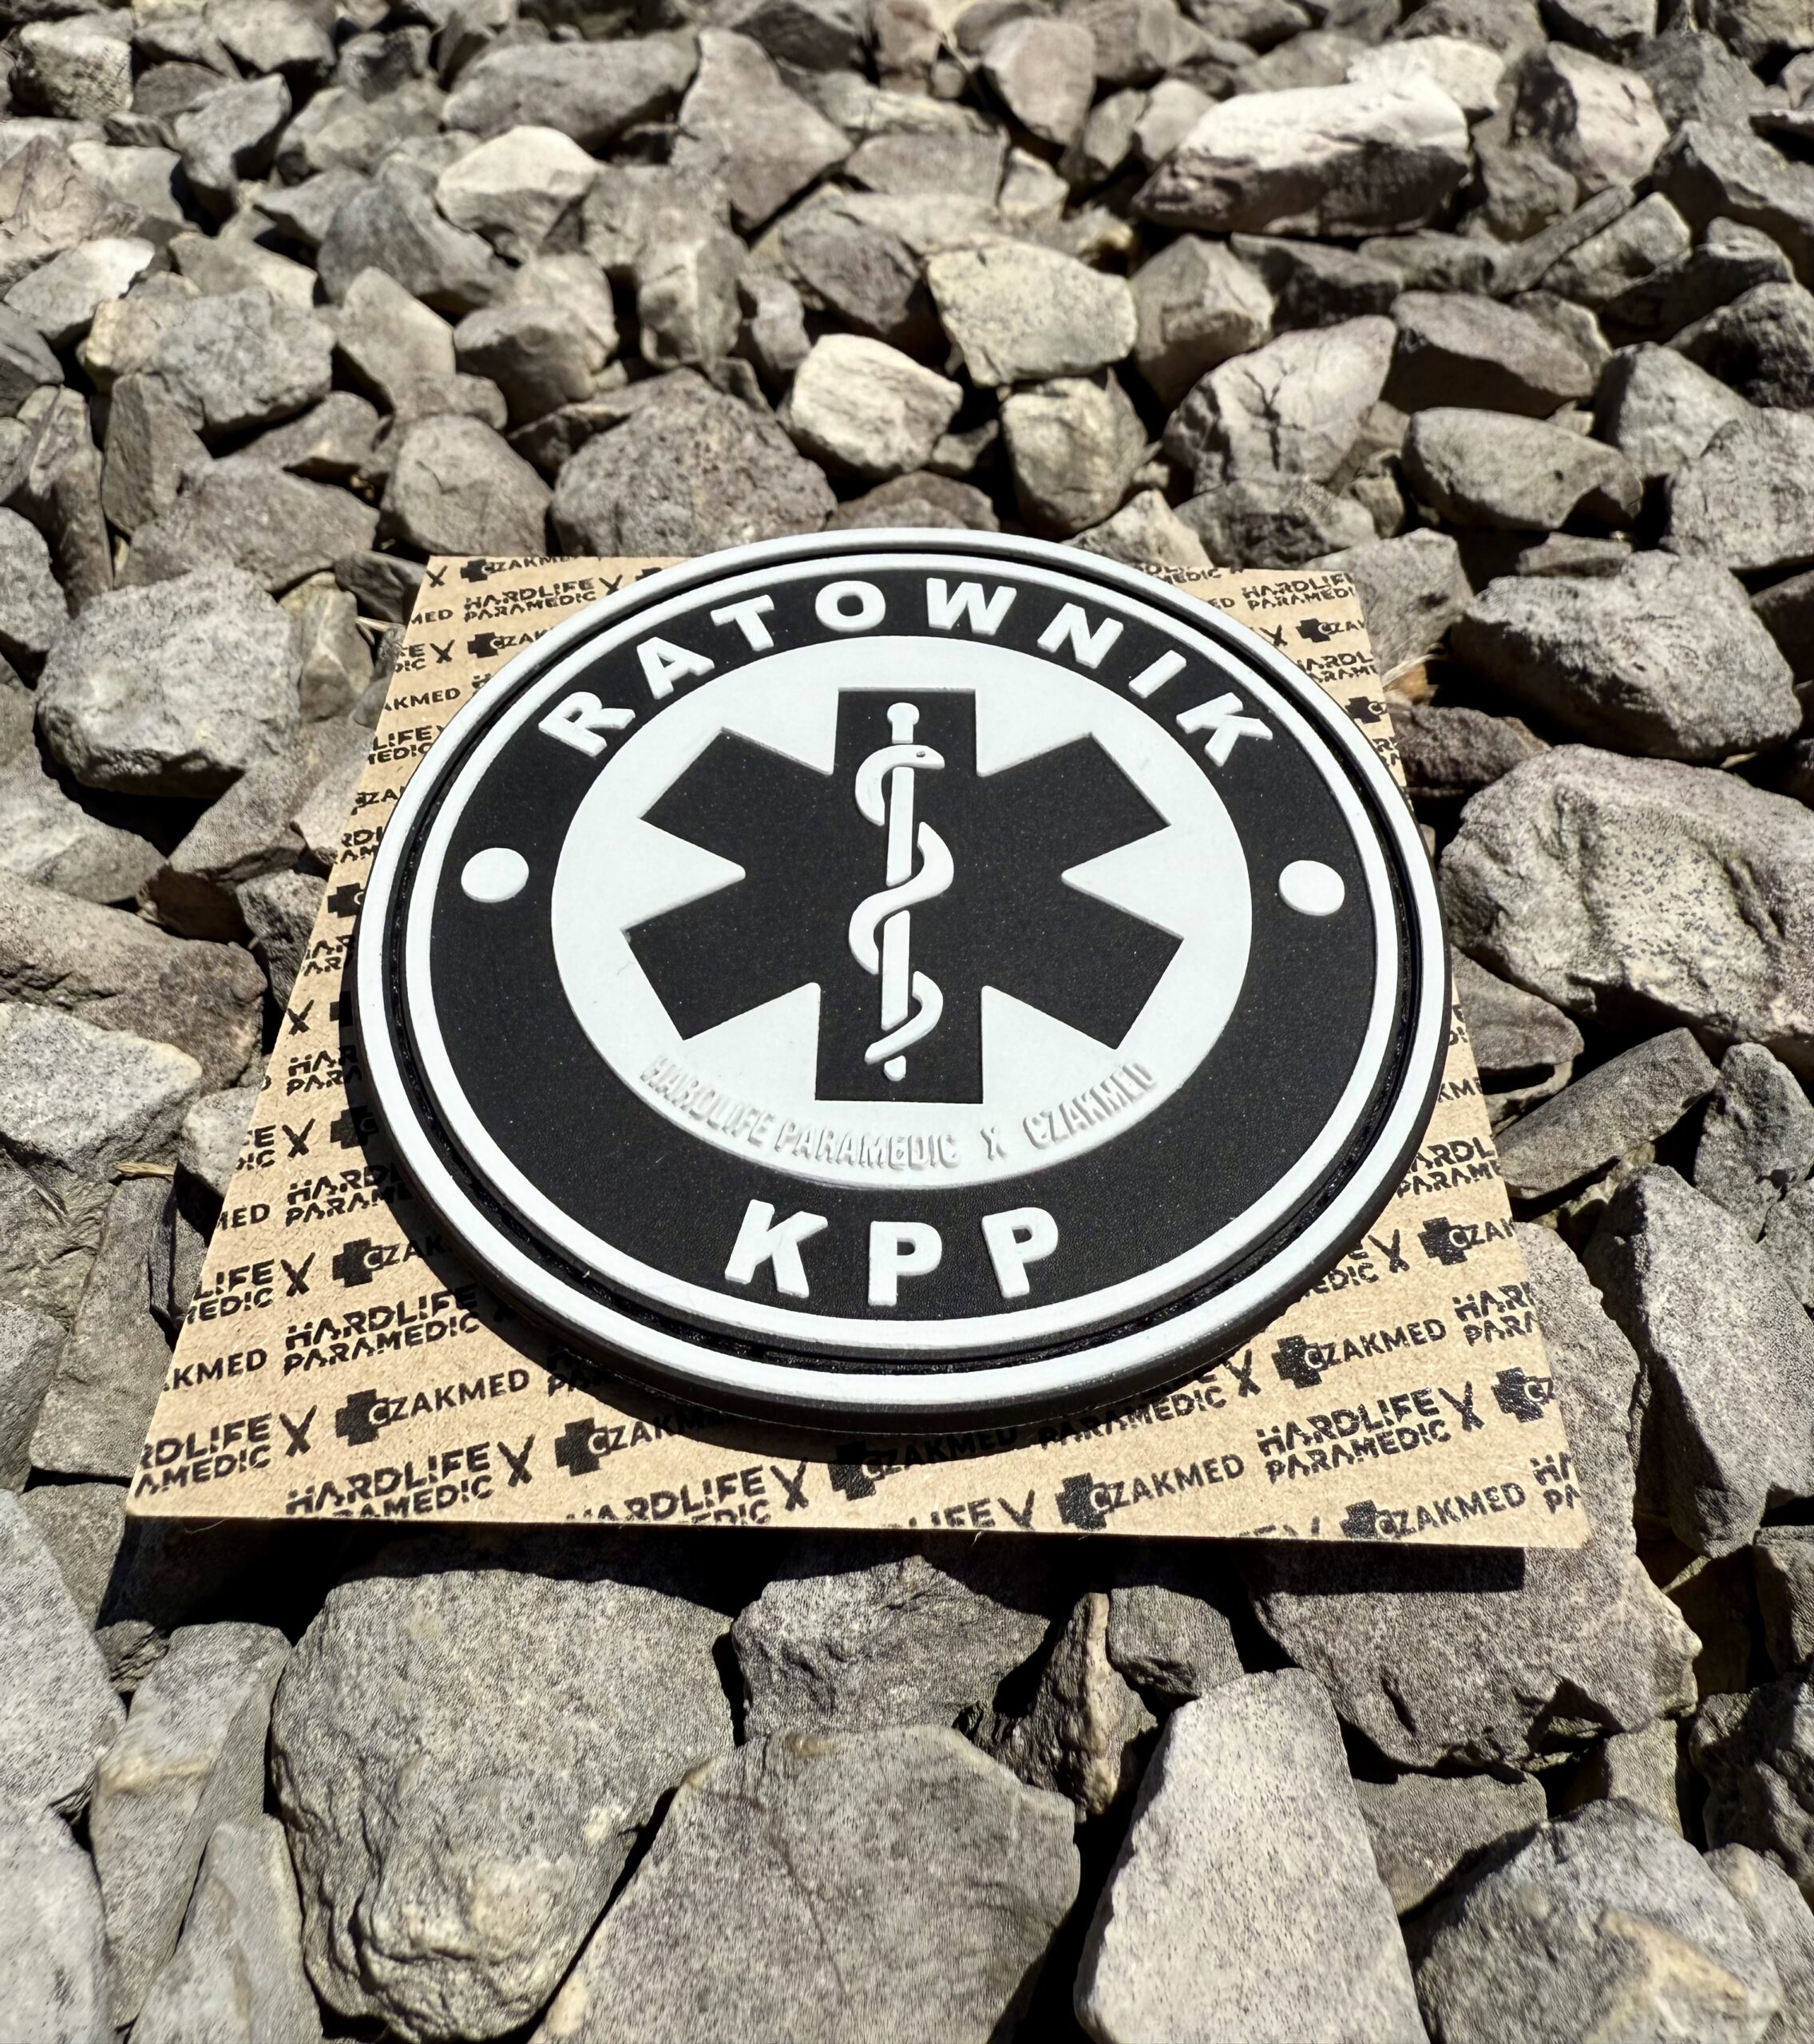 RATOWNIK
HARDLIFE PARAMEDIC X CZAKMED
KPP
HARDLIFE PARAMEDIC X CZAKMED